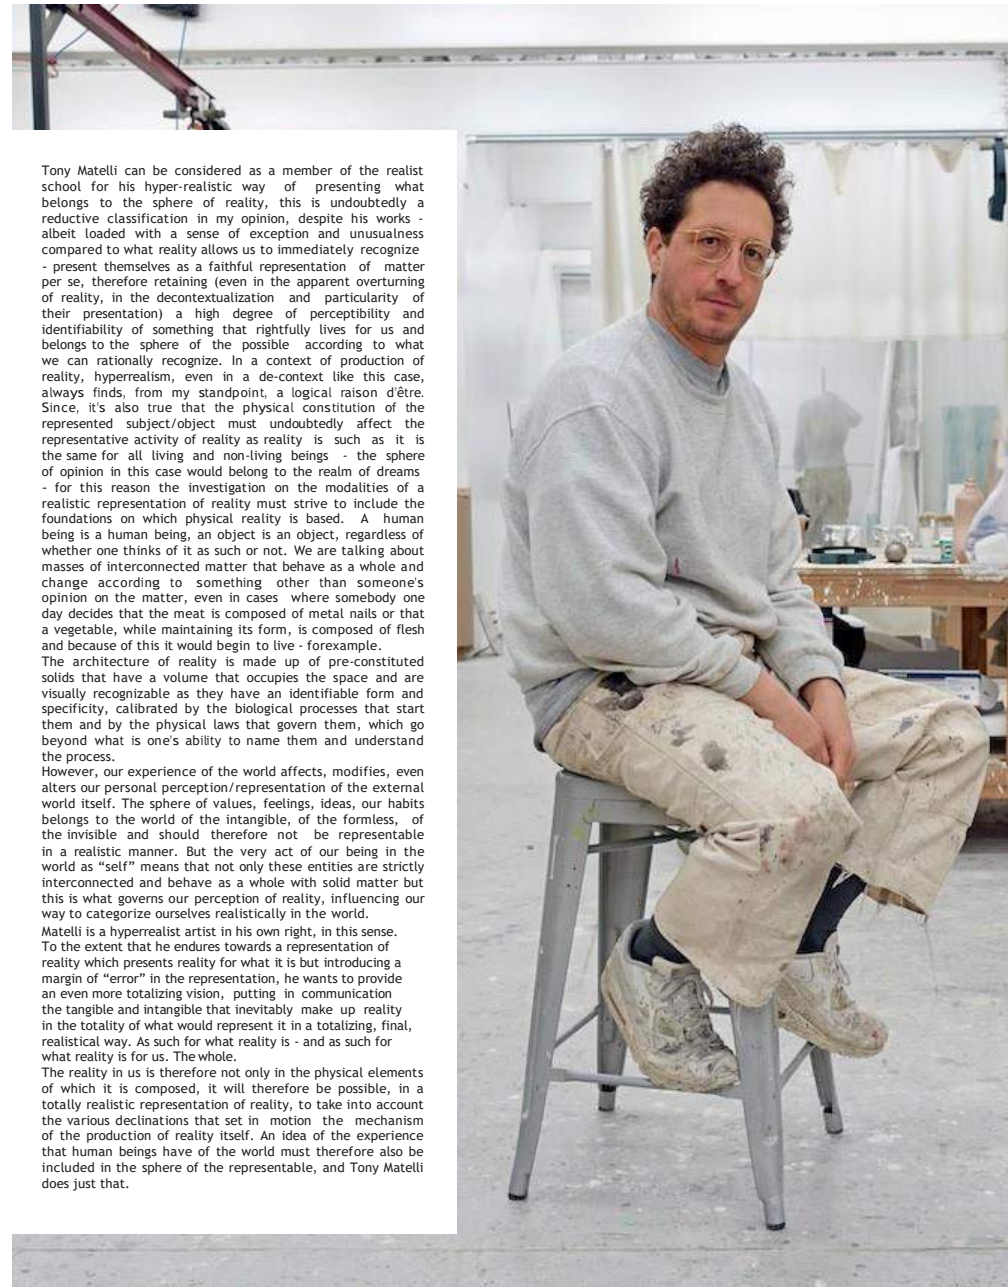 Tony Matelli can be considered as a member of the realist
school for his hyper-realistic way of presenting what
belongs to the sphere of reality, this is undoubtedly a
reductive classification in my opinion, despite his works -
albeit loaded with a sense of exception and unusualness
compared to what reality allows us to immediately recognize
- present themselves as a faithful representation of matter
per se, therefore retaining (even in the apparent overturning
of reality, in the decontextualization and particularity of
their presentation) a high degree of perceptibility and
identifiability of something that rightfully lives for us and
belongs to the sphere of the possible according to what
we can rationally recognize. In a context of production of
reality, hyperrealism, even in a de-context like this case,
always finds, from my standpoint, a logical raison d'être.
Since, it's also true that the physical constitution of the
represented subject/object must undoubtedly affect the
representative activity of reality as reality is such as it is
the same for all living and non-living beings - the sphere
of opinion in this case would belong to the realm of dreams
- for this reason the investigation on the modalities of a
realistic representation of reality must strive to include the
foundations on which physical reality is based. A human
being is a human being, an object is an object, regardless of
whether one thinks of it as such or not. We are talking about
masses of interconnected matter that behave as a whole and
change according to something other than someone's
opinion on the matter, even in cases where somebody one
day decides that the meat is composed of metal nails or that
a vegetable, while maintaining its form, is composed of flesh
and because of this it would begin to live - forexample.
The architecture of reality is made up of pre-constituted
solids that have a volume that occupies the space and are
visually recognizable as they have an identifiable form and
specificity, calibrated by the biological processes that start
them and by the physical laws that govern them, which go
beyond what is one's ability to name them and understand
the process.
However, our experience of the world affects, modifies, even
alters our personal perception/representation of the external
world itself. The sphere of values, feelings, ideas, our habits
belongs to the world of the intangible, of the formless, of
the invisible and should therefore not be representable
in a realistic manner. But the very act of our being in the
world as “self” means that not only these entities are strictly
interconnected and behave as a whole with solid matter but
this is what governs our perception of reality, influencing our
way to categorize ourselves realistically in the world.
Matelli is a hyperrealist artist in his own right, in this sense.
To the extent that he endures towards a representation of
reality which presents reality for what it is but introducing a
margin of “error” in the representation, he wants to provide
an even more totalizing vision, putting in communication
the tangible and intangible that inevitably make up reality
in the totality of what would represent it in a totalizing, final,
realistical way. As such for what reality is - and as such for
what reality is for us. The whole.
The reality in us is therefore not only in the physical elements
of which it is composed, it will therefore be possible, in a
totally realistic representation of reality, to take into account
the various declinations that set in motion the mechanism
of the production of reality itself. An idea of the experience
that human beings have of the world must therefore also be
included in the sphere of the representable, and Tony Matelli
does just that.